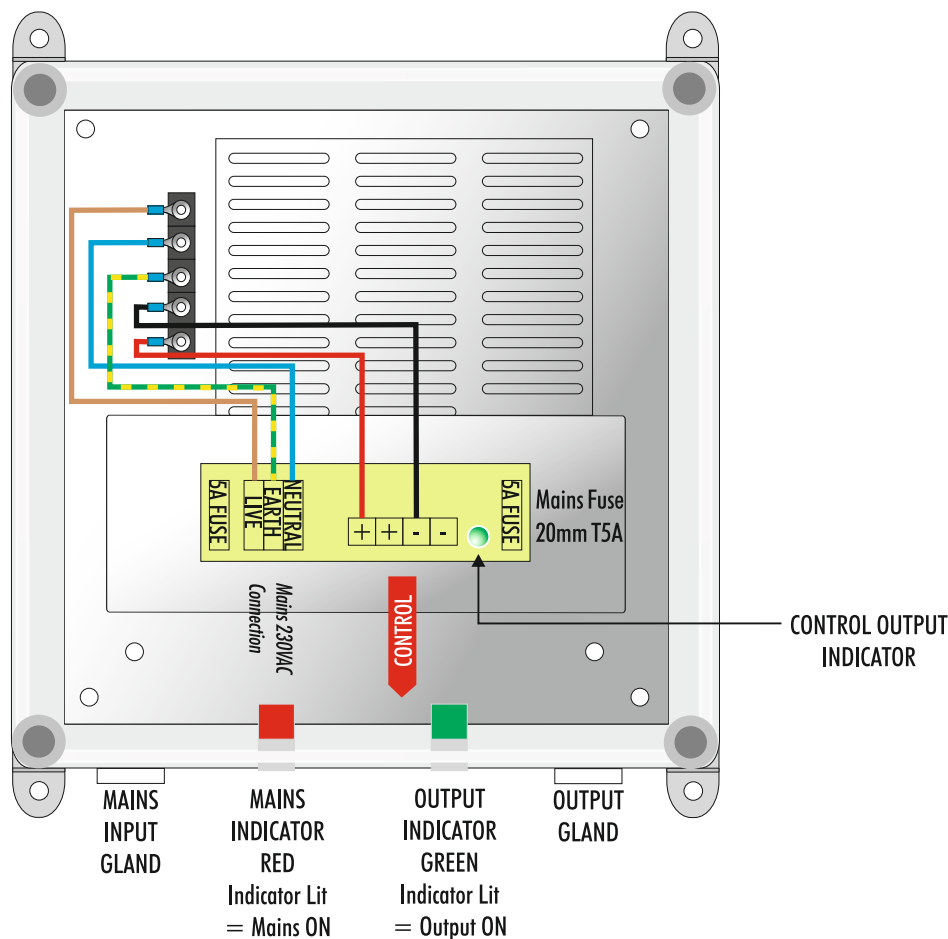 5A FUSE
LIVE
EARTH
NEUTRAL
+ + - -
5A FUSE
Mains Fuse
20mm T5A
Mains 230VAC
Connection
CONTROL
CONTROL OUTPUT
INDICATOR
MAINS
INPUT
GLAND
MAINS
INDICATOR
RED
Indicator Lit
= Mains ON
OUTPUT
INDICATOR
GREEN
Indicator Lit
= Output ON
OUTPUT
GLAND